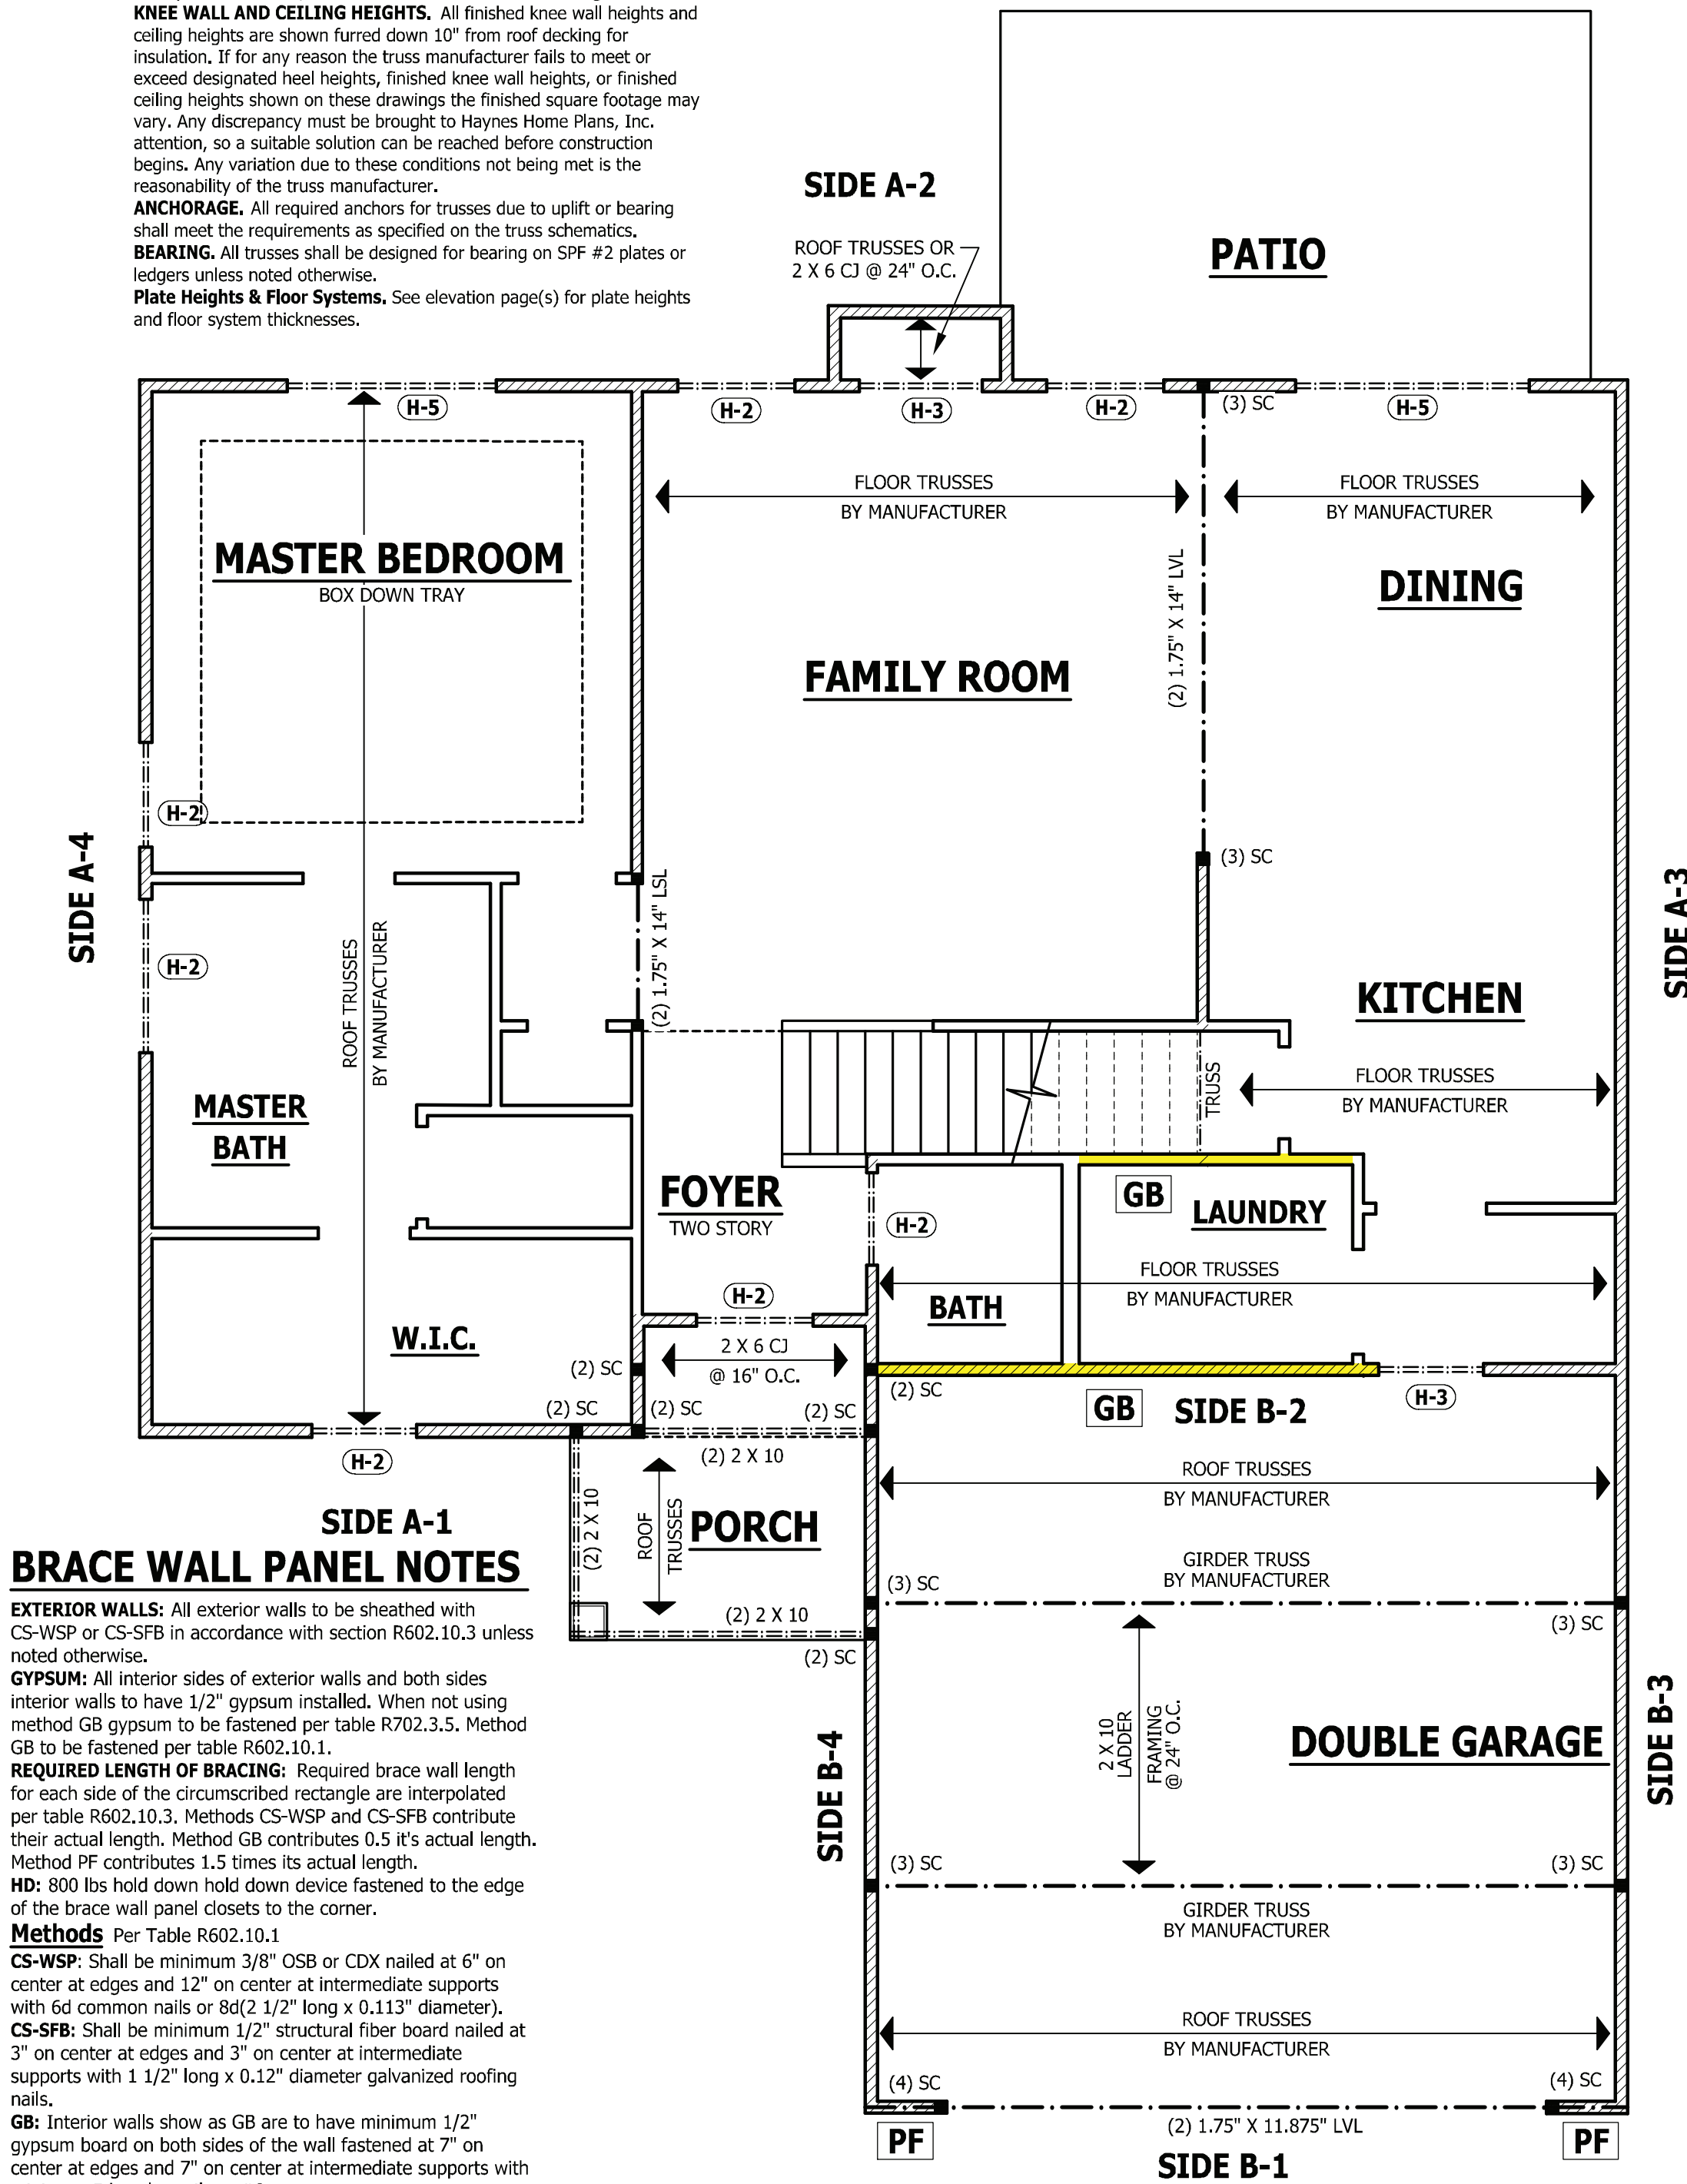 KNEE WALL AND CEILING HEIGHTS. All finished knee wall heights and
ceiling heights are shown furred down 10" from roof decking for
insulation. If for any reason the truss manufacturer fails to meet or
exceed designated heel heights, finished knee wall heights, or finished
ceiling heights shown on these drawings the finished square footage may
vary. Any discrepancy must be brought to Haynes Home Plans, Inc.
attention, so a suitable solution can be reached before construction
begins. Any variation due to these conditions not being met is the
reasonability of the truss manufacturer.
ANCHORAGE. All required anchors for trusses due to uplift or bearing
shall meet the requirements as specified on the truss schematics.
BEARING. All trusses shall be designed for bearing on SPF #2 plates or
ledgers unless noted otherwise.
Plate Heights & Floor Systems. See elevation page(s) for plate heights
and floor system thicknesses.
SIDE A-2
ROOF TRUSSES OR
2 X 6 CJ @ 24" O.C.
PATIO
H-5
H-2
H-3
H-2
(3) SC
H-5
FLOOR TRUSSES
BY MANUFACTURER
FLOOR TRUSSES
BY MANUFACTURER
MASTER BEDROOM
BOX DOWN TRAY
(2) 1.75" X 14" LVL
DINING
FAMILY ROOM
H-2
SIDE A-4
(3) SC
SIDE A-3
H-2
ROOF TRUSSES
BY MANUFACTURER
(2) 1.75" X 14" LSL
KITCHEN
TRUSS
FLOOR TRUSSES
BY MANUFACTURER
MASTER
BATH
FOYER
TWO STORY
GB
LAUNDRY
H-2
FLOOR TRUSSES
BY MANUFACTURER
BATH
H-2
W.I.C.
2 X 6 CJ
@ 16" O.C.
(2) SC
(2) SC
GB
SIDE B-2
H-3
(2) SC
(2) SC
(2) SC
H-2
(2) 2 X 10
ROOF TRUSSES
BY MANUFACTURER
(2) 2 X 10
ROOF
TRUSSES
PORCH
SIDE A-1
GIRDER TRUSS
BY MANUFACTURER
(3) SC
(3) SC
(2) 2 X 10
(2) SC
2 X 10
LADDER
FRAMING
@ 24" O.C.
DOUBLE GARAGE
SIDE B-4
SIDE B-3
(3) SC
(3) SC
GIRDER TRUSS
BY MANUFACTURER
ROOF TRUSSES
BY MANUFACTURER
(4) SC
(4) SC
(2) 1.75" X 11.875" LVL
PF
PF
SIDE B-1
BRACE WALL PANEL NOTES
EXTERIOR WALLS: All exterior walls to be sheathed with
CS-WSP or CS-SFB in accordance with section R602.10.3 unless
noted otherwise.
GYPSUM: All interior sides of exterior walls and both sides
interior walls to have 1/2" gypsum installed. When not using
method GB gypsum to be fastened per table R702.3.5. Method
GB to be fastened per table R602.10.1.
REQUIRED LENGTH OF BRACING: Required brace wall length
for each side of the circumscribed rectangle are interpolated
per table R602.10.3. Methods CS-WSP and CS-SFB contribute
their actual length. Method GB contributes 0.5 it's actual length.
Method PF contributes 1.5 times its actual length.
HD: 800 lbs hold down hold down device fastened to the edge
of the brace wall panel closets to the corner.
Methods Per Table R602.10.1
CS-WSP: Shall be minimum 3/8" OSB or CDX nailed at 6" on
center at edges and 12" on center at intermediate supports
with 6d common nails or 8d(2 1/2" long x 0.113" diameter).
CS-SFB: Shall be minimum 1/2" structural fiber board nailed at
3" on center at edges and 3" on center at intermediate
supports with 1 1/2" long x 0.12" diameter galvanized roofing
nails.
GB: Interior walls show as GB are to have minimum 1/2"
gypsum board on both sides of the wall fastened at 7" on
center at edges and 7" on center at intermediate supports with